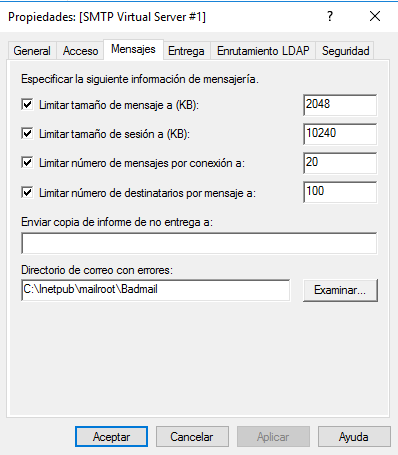 Propiedades: [SMTP Virtual Server #1]
General Acceso Mensajes Entrega Enrutamiento LDAP Seguridad
Especificar la siguiente información de mensajería.
Limitar tamaño de mensaje a (KB): 2048
Limitar tamaño de sesión a (KB): 10240
Limitar número de mensajes por conexión a: 20
Limitar número de destinatarios por mensaje a: 100
Enviar copia de informe de no entrega a:
Directorio de correo con errores:
C:\Inetpub\mailroot\Badmail Examinar...
Aceptar Cancelar Aplicar Ayuda